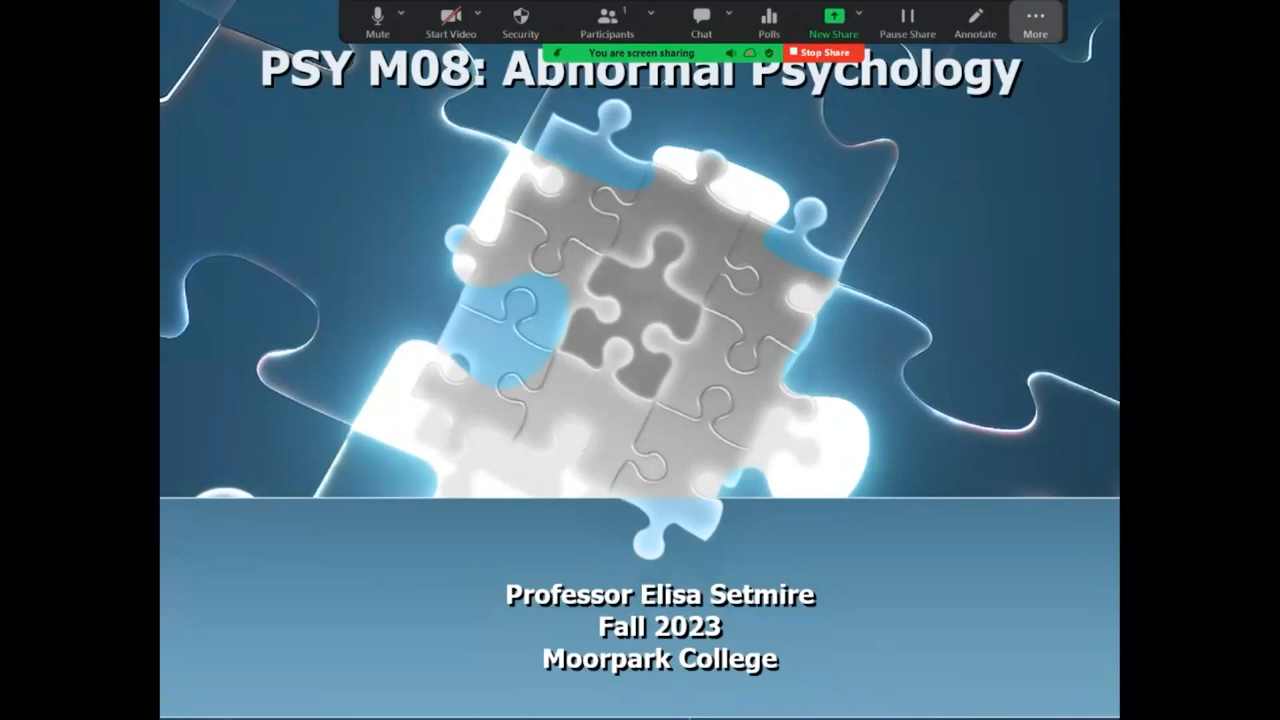 1
Mute
Start Video
Security
Participants
Chat
Polls
New Share
Pause Share
Annotate
More
You are screen sharing
Stop Share
PSY M08: Abnormal Psychology
Professor Elisa Setmire
Fall 2023
Moorpark College